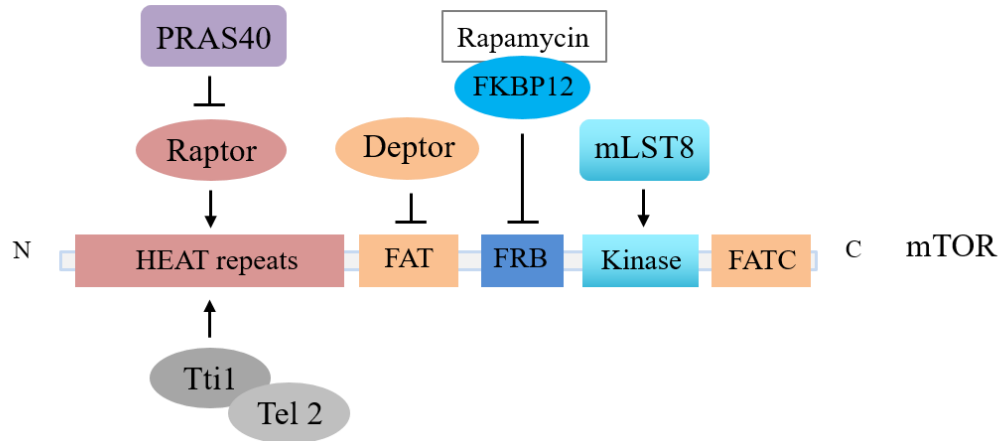 PRAS40
Rapamycin
FKBP12
Raptor
Deptor
mLST8
N
HEAT repeats
FAT
FRB
Kinase
FATC
C
mTOR
Tti1
Tel 2